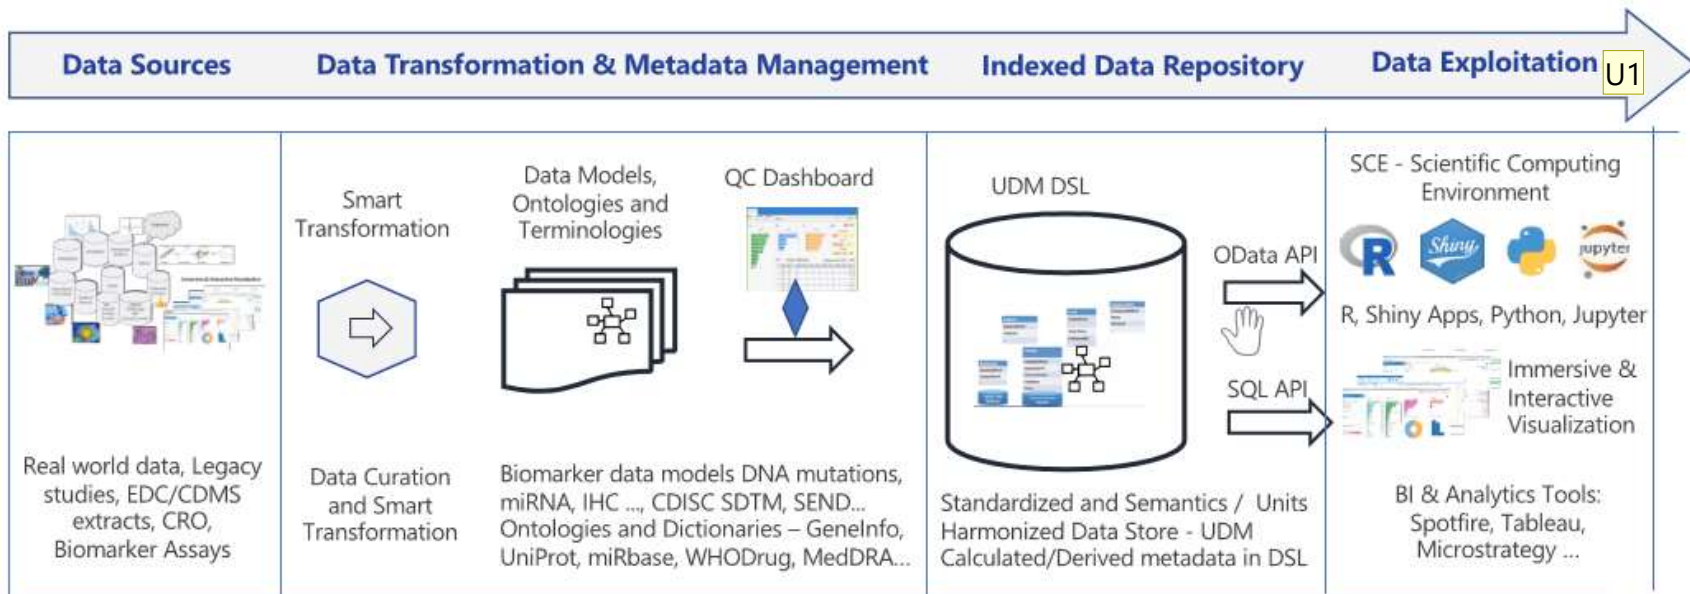 Data Sources
Data Transformation & Metadata Management
Indexed Data Repository
Data Exploitation
U1
Smart
Transformation
Data Models,
Ontologies and
Terminologies
QC Dashboard
UDM DSL
OData API
SQL API
SCE - Scientific Computing
Environment
R
Shiny
jupyter
R, Shiny Apps, Python, Jupyter
Immersive &
Interactive
Visualization
Real world data, Legacy
studies, EDC/CDMS
extracts, CRO,
Biomarker Assays
Data Curation
and Smart
Transformation
Biomarker data models DNA mutations,
miRNA, IHC ..., CDISC SDTM, SEND...
Ontologies and Dictionaries – GeneInfo,
UniProt, miRbase, WHODrug, MedDRA...
Standardized and Semantics / Units
Harmonized Data Store - UDM
Calculated/Derived metadata in DSL
BI & Analytics Tools:
Spotfire, Tableau,
Microstrategy ...